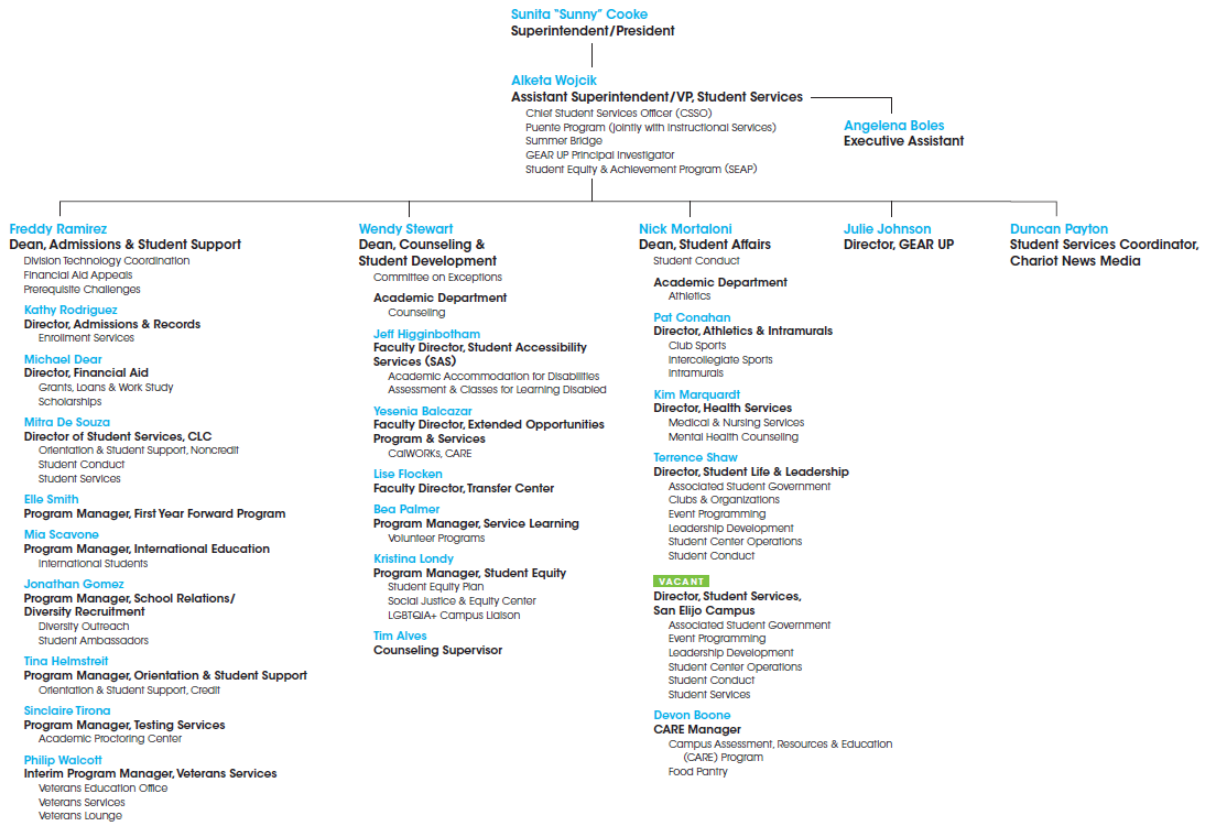 Sunita "Sunny" Cooke
Superintendent/President
Alketa Wojcik
Assistant Superintendent/VP, Student Services
Chief Student Services Officer (CSSO)
Puente Program (jointly with Instructional Services)
Summer Bridge
GEAR UP Principal Investigator
Student Equity & Achievement Program (SEAP)
Angelena Boles
Executive Assistant
Freddy Ramirez
Dean, Admissions & Student Support
Division Technology Coordination
Financial Aid Appeals
Prerequisite Challenges
Kathy Rodriguez
Director, Admissions & Records
Enrollment Services
Michael Dear
Director, Financial Aid
Grants, Loans & Work Study
Scholarships
Mitra De Souza
Director of Student Services, CLC
Orientation & Student Support, Noncredit
Student Conduct
Student Services
Elle Smith
Program Manager, First Year Forward Program
Mia Scavone
Program Manager, International Education
International Students
Jonathan Gomez
Program Manager, School Relations/
Diversity Recruitment
Diversity Outreach
Student Ambassadors
Tina Helmstreit
Program Manager, Orientation & Student Support
Orientation & Student Support, Credit
Sinclaire Tirona
Program Manager, Testing Services
Academic Proctoring Center
Philip Walcott
Interim Program Manager, Veterans Services
Veterans Education Office
Veterans Services
Veterans Lounge
Wendy Stewart
Dean, Counseling &
Student Development
Committee on Exceptions
Academic Department
Counseling
Jeff Higginbotham
Faculty Director, Student Accessibility
Services (SAS)
Academic Accommodation for Disabilities
Assessment & Classes for Learning Disabled
Yesenia Balcazar
Faculty Director, Extended Opportunities
Program & Services
CalWORKs, CARE
Lise Flocken
Faculty Director, Transfer Center
Bea Palmer
Program Manager, Service Learning
Volunteer Programs
Kristina Londy
Program Manager, Student Equity
Student Equity Plan
Social Justice & Equity Center
LGBTQIA+ Campus Liaison
Tim Alves
Counseling Supervisor
Nick Mortaloni
Dean, Student Affairs
Student Conduct
Academic Department
Athletics
Pat Conahan
Director, Athletics & Intramurals
Club Sports
Intercollegiate Sports
Intramurals
Kim Marquardt
Director, Health Services
Medical & Nursing Services
Mental Health Counseling
Terrence Shaw
Director, Student Life & Leadership
Associated Student Government
Clubs & Organizations
Event Programming
Leadership Development
Student Center Operations
Student Conduct
VACANT
Director, Student Services,
San Elijo Campus
Associated Student Government
Event Programming
Leadership Development
Student Center Operations
Student Conduct
Student Services
Devon Boone
CARE Manager
Campus Assessment, Resources & Education
(CARE) Program
Food Pantry
Julie Johnson
Director, GEAR UP
Duncan Payton
Student Services Coordinator,
Chariot News Media